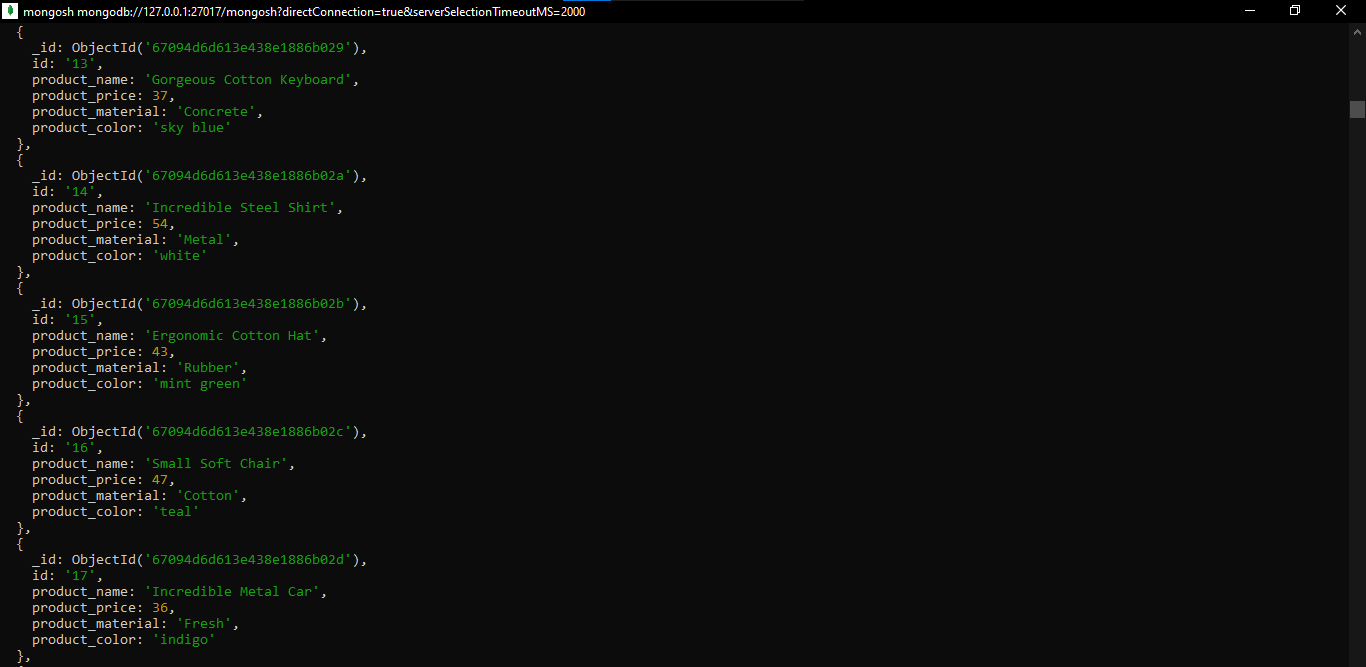 mongosh mongodb://127.0.0.1:27017/mongosh?directConnection=true&serverSelectionTimeoutMS=2000
{
_id: ObjectId('67094d6d613e438e1886b029'),
id: '13',
product_name: 'Gorgeous Cotton Keyboard',
product_price: 37,
product_material: 'Concrete',
product_color: 'sky blue'
},
{
_id: ObjectId('67094d6d613e438e1886b02a'),
id: '14',
product_name: 'Incredible Steel Shirt',
product_price: 54,
product_material: 'Metal',
product_color: 'white'
},
{
_id: ObjectId('67094d6d613e438e1886b02b'),
id: '15',
product_name: 'Ergonomic Cotton Hat',
product_price: 43,
product_material: 'Rubber',
product_color: 'mint green'
},
{
_id: ObjectId('67094d6d613e438e1886b02c'),
id: '16',
product_name: 'Small Soft Chair',
product_price: 47,
product_material: 'Cotton',
product_color: 'teal'
},
{
_id: ObjectId('67094d6d613e438e1886b02d'),
id: '17',
product_name: 'Incredible Metal Car',
product_price: 36,
product_material: 'Fresh',
product_color: 'indigo'
},